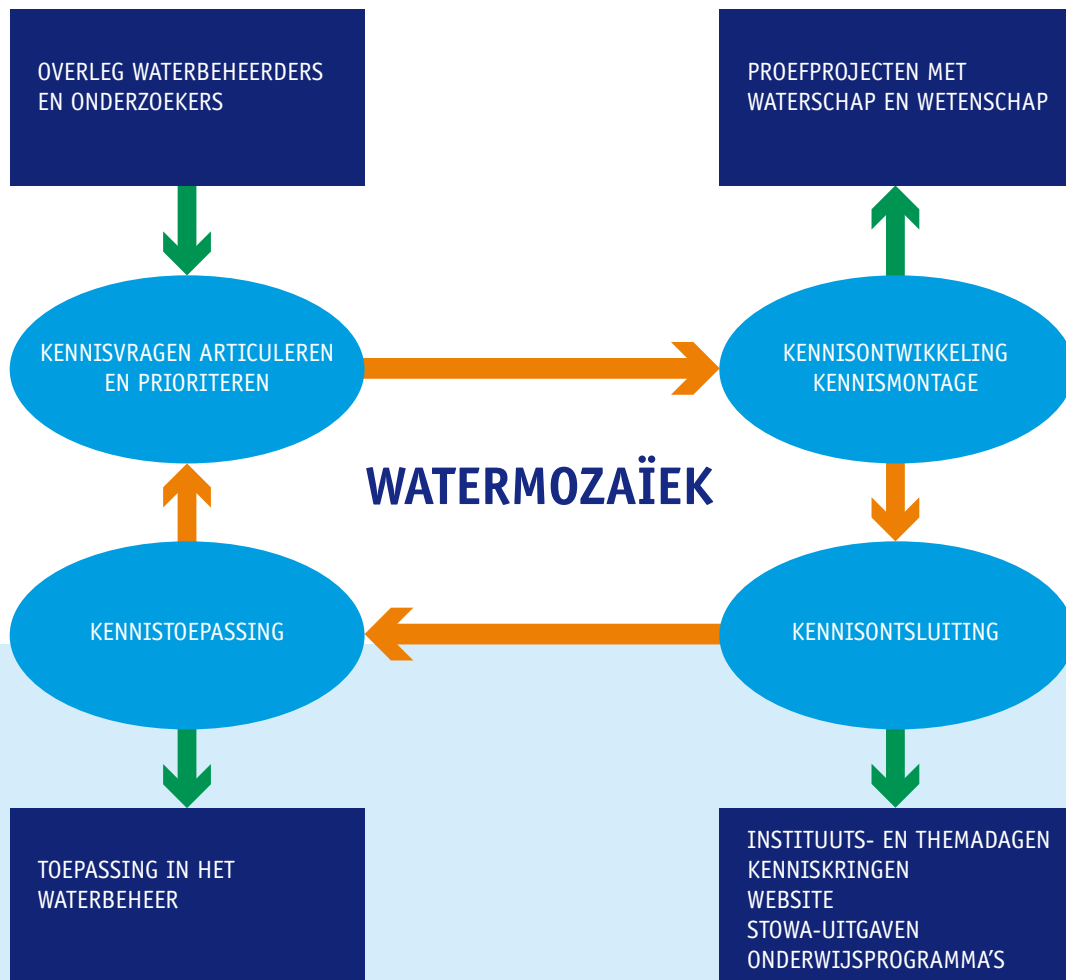 OVERLEG WATERBEHEERDERS
EN ONDERZOEKERS
PROEFPROJECTEN MET
WATERSCHAP EN WETENSCHAP
KENNISVRAGEN ARTICULEREN
EN PRIORITEREN
KENNISONTWIKKELING
KENNISMONTAGE
WATERMOZAÏEK
KENNISTOEPASSING
KENNISONTSLUITING
TOEPASSING IN HET
WATERBEHEER
INSTITUUTS- EN THEMADAGEN
KENNISKRINGEN
WEBSITE
STOWA-UITGAVEN
ONDERWIJSPROGRAMMA'S